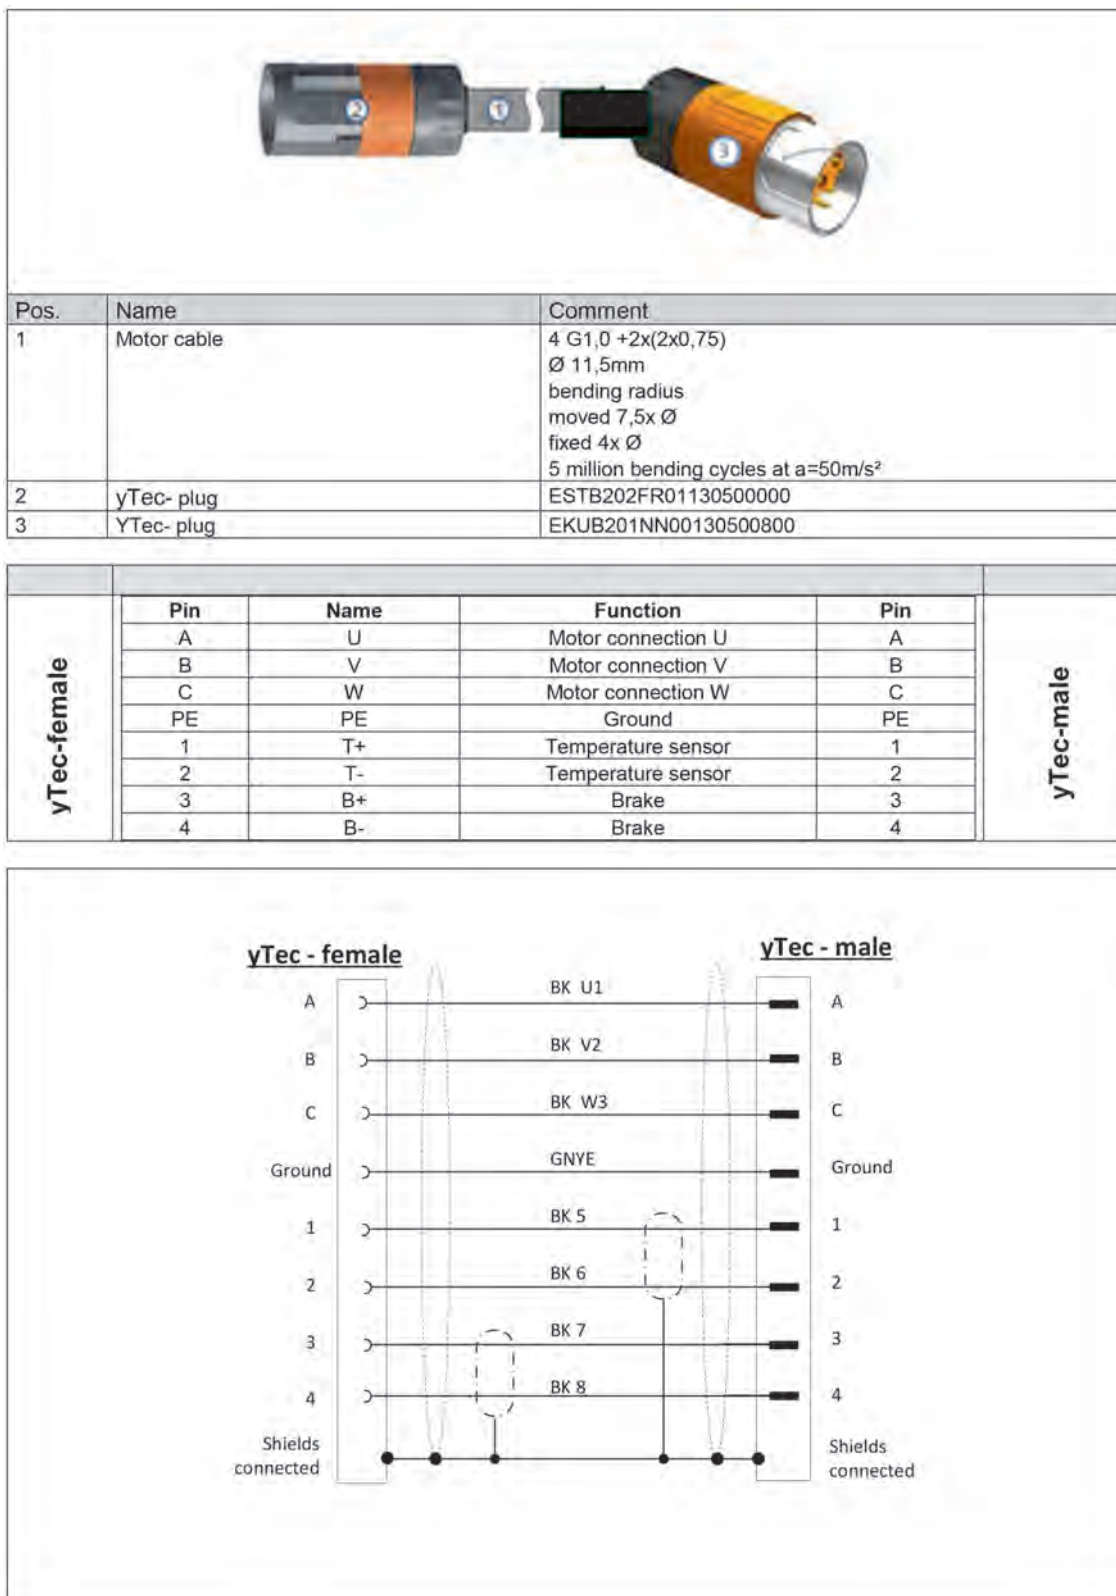 2
1
3
Pos. Name Comment
1 Motor cable 4 G1,0 +2x(2x0,75)
Ø 11,5mm
bending radius
moved 7,5x Ø
fixed 4x Ø
5 million bending cycles at a=50m/s²
2 yTec- plug ESTB202FR01130500000
3 YTec- plug EKUB201NN00130500800
yTec-female
Pin Name Function Pin
A U Motor connection U A
B V Motor connection V B
C W Motor connection W C
PE PE Ground PE
1 T+ Temperature sensor 1
2 T- Temperature sensor 2
3 B+ Brake 3
4 B- Brake 4
yTec-male
yTec - female yTec - male
A BK U1 A
B BK V2 B
C BK W3 C
Ground GNYE Ground
1 BK 5 1
2 BK 6 2
3 BK 7 3
4 BK 8 4
Shields Shields
connected connected